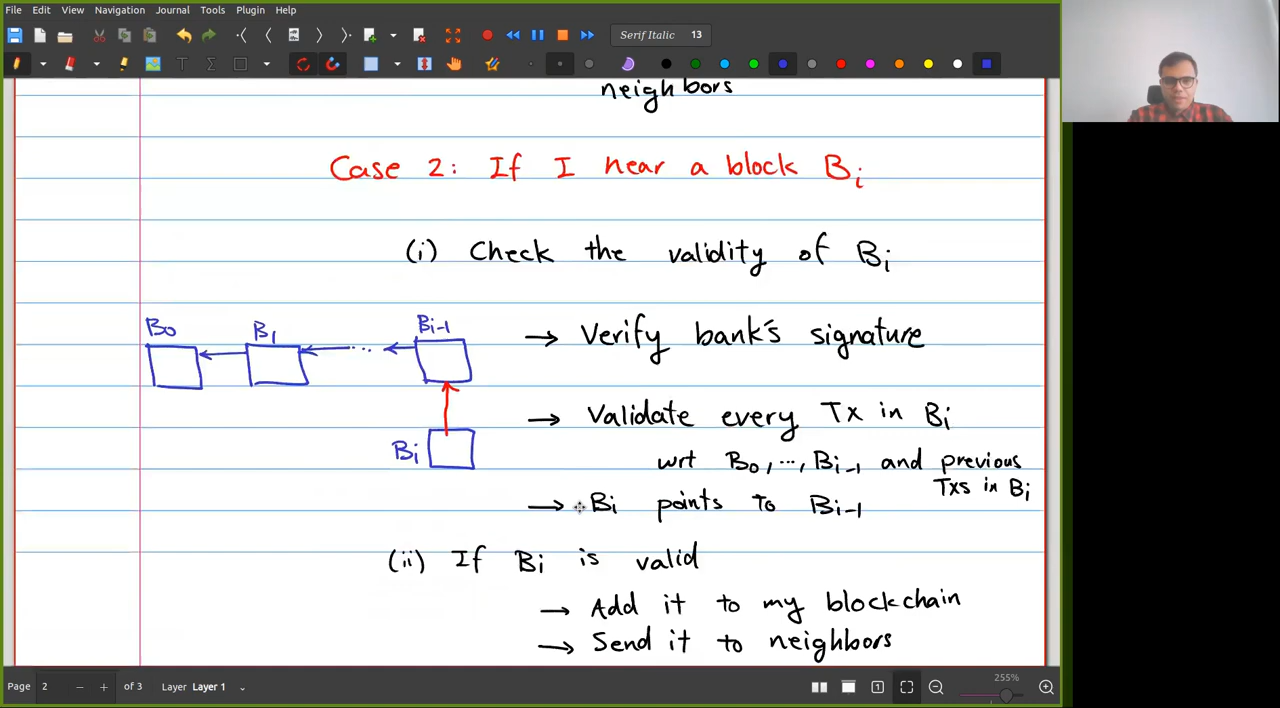 File Edit View Navigation Journal Tools Plugin Help
Serif Italic 13
neighbors
Case 2: If I hear a block Bi
(i) Check the validity of Bi
B0 B1 Bi-1
→ Verify bank's signature
→ Validate every Tx in Bi
Bi
wrt B0, ..., Bi-1 and previous
Txs in Bi
→ Bi points to Bi-1
(ii) If Bi is valid
→ Add it to my blockchain
→ Send it to neighbors
Page 2 − + of 3 Layer Layer 1 255%